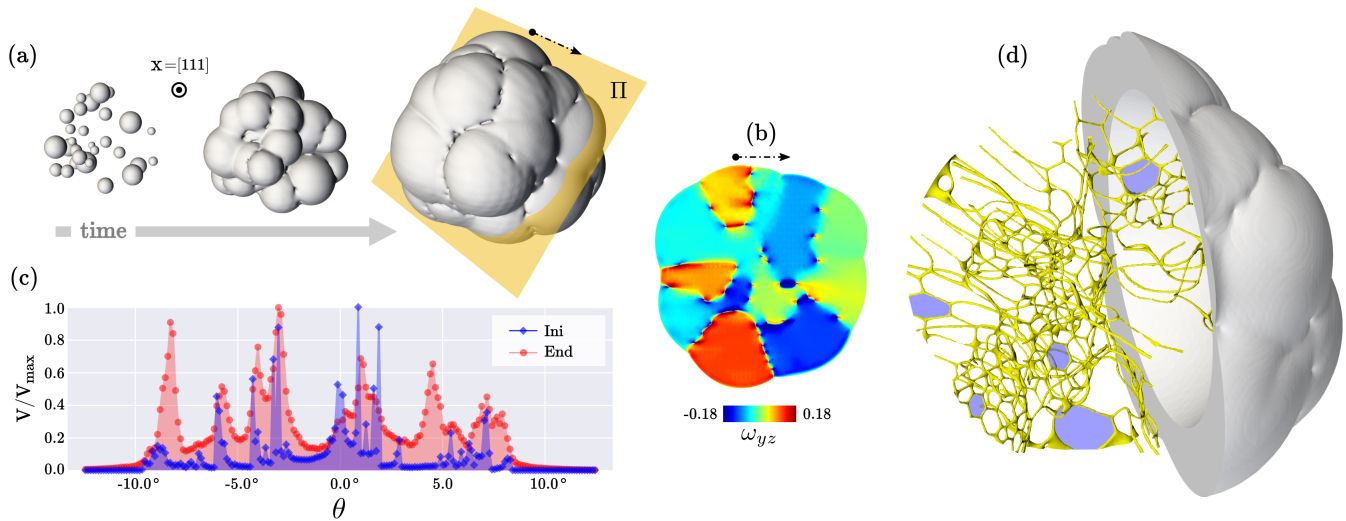 (a)
x=[111]
Π
time
(b)
-0.18 0.18
ω_yz
(c)
V/V_max
1.0
0.8
0.6
0.4
0.2
0.0
Ini
End
-10.0°
-5.0°
0.0°
5.0
10.0°
θ
(d)